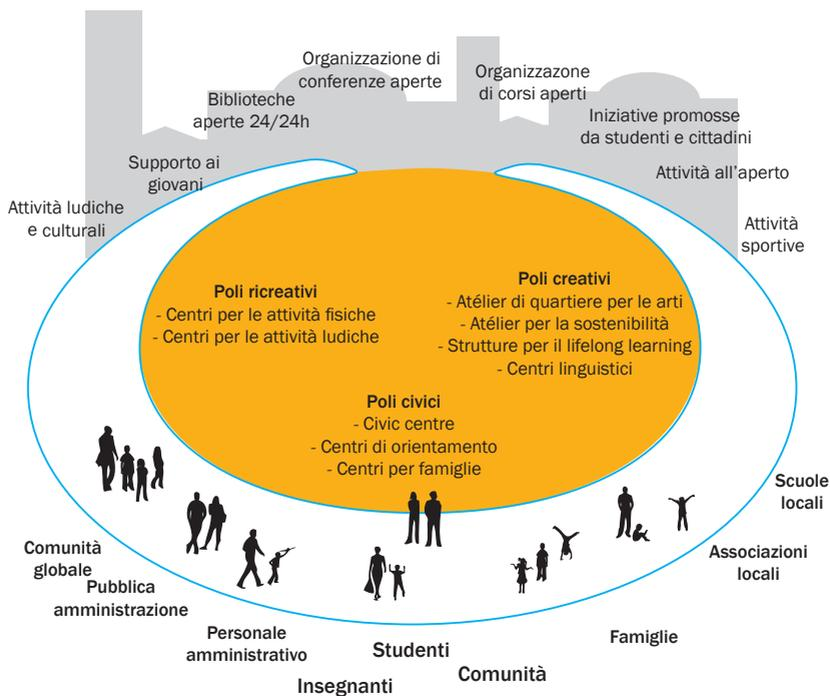 Organizzazione di
conferenze aperte
Organizzazone
di corsi aperti
Biblioteche
aperte 24/24h
Iniziative promosse
da studenti e cittadini
Supporto ai
giovani
Attività all'aperto
Attività ludiche
e culturali
Attività
sportive
Poli ricreativi
- Centri per le attività fisiche
- Centri per le attività ludiche
Poli creativi
- Atélier di quartiere per le arti
- Atélier per la sostenibilità
- Strutture per il lifelong learning
- Centri linguistici
Poli civici
- Civic centre
- Centri di orientamento
- Centri per famiglie
Scuole
locali
Associazioni
locali
Comunità
globale
Pubblica
amministrazione
Personale
amministrativo
Famiglie
Studenti
Comunità
Insegnanti